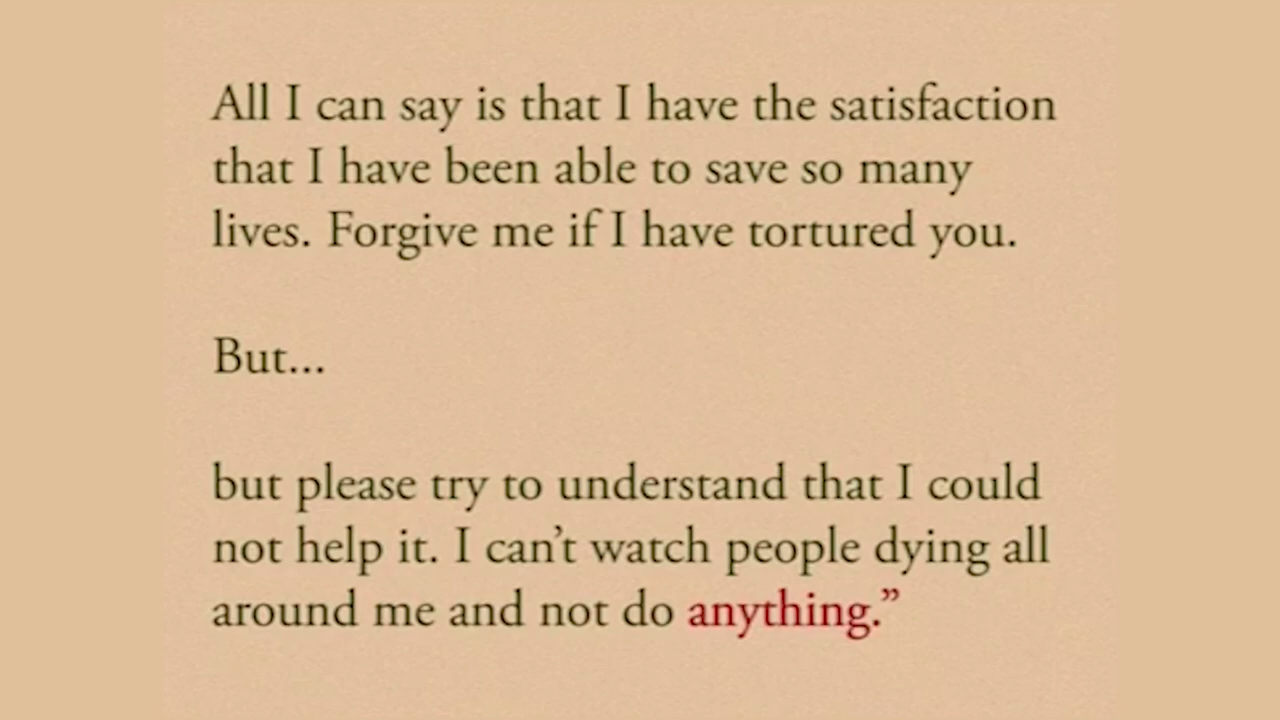 All I can say is that I have the satisfaction
that I have been able to save so many
lives. Forgive me if I have tortured you.
But...
but please try to understand that I could
not help it. I can’t watch people dying all
around me and not do anything.”